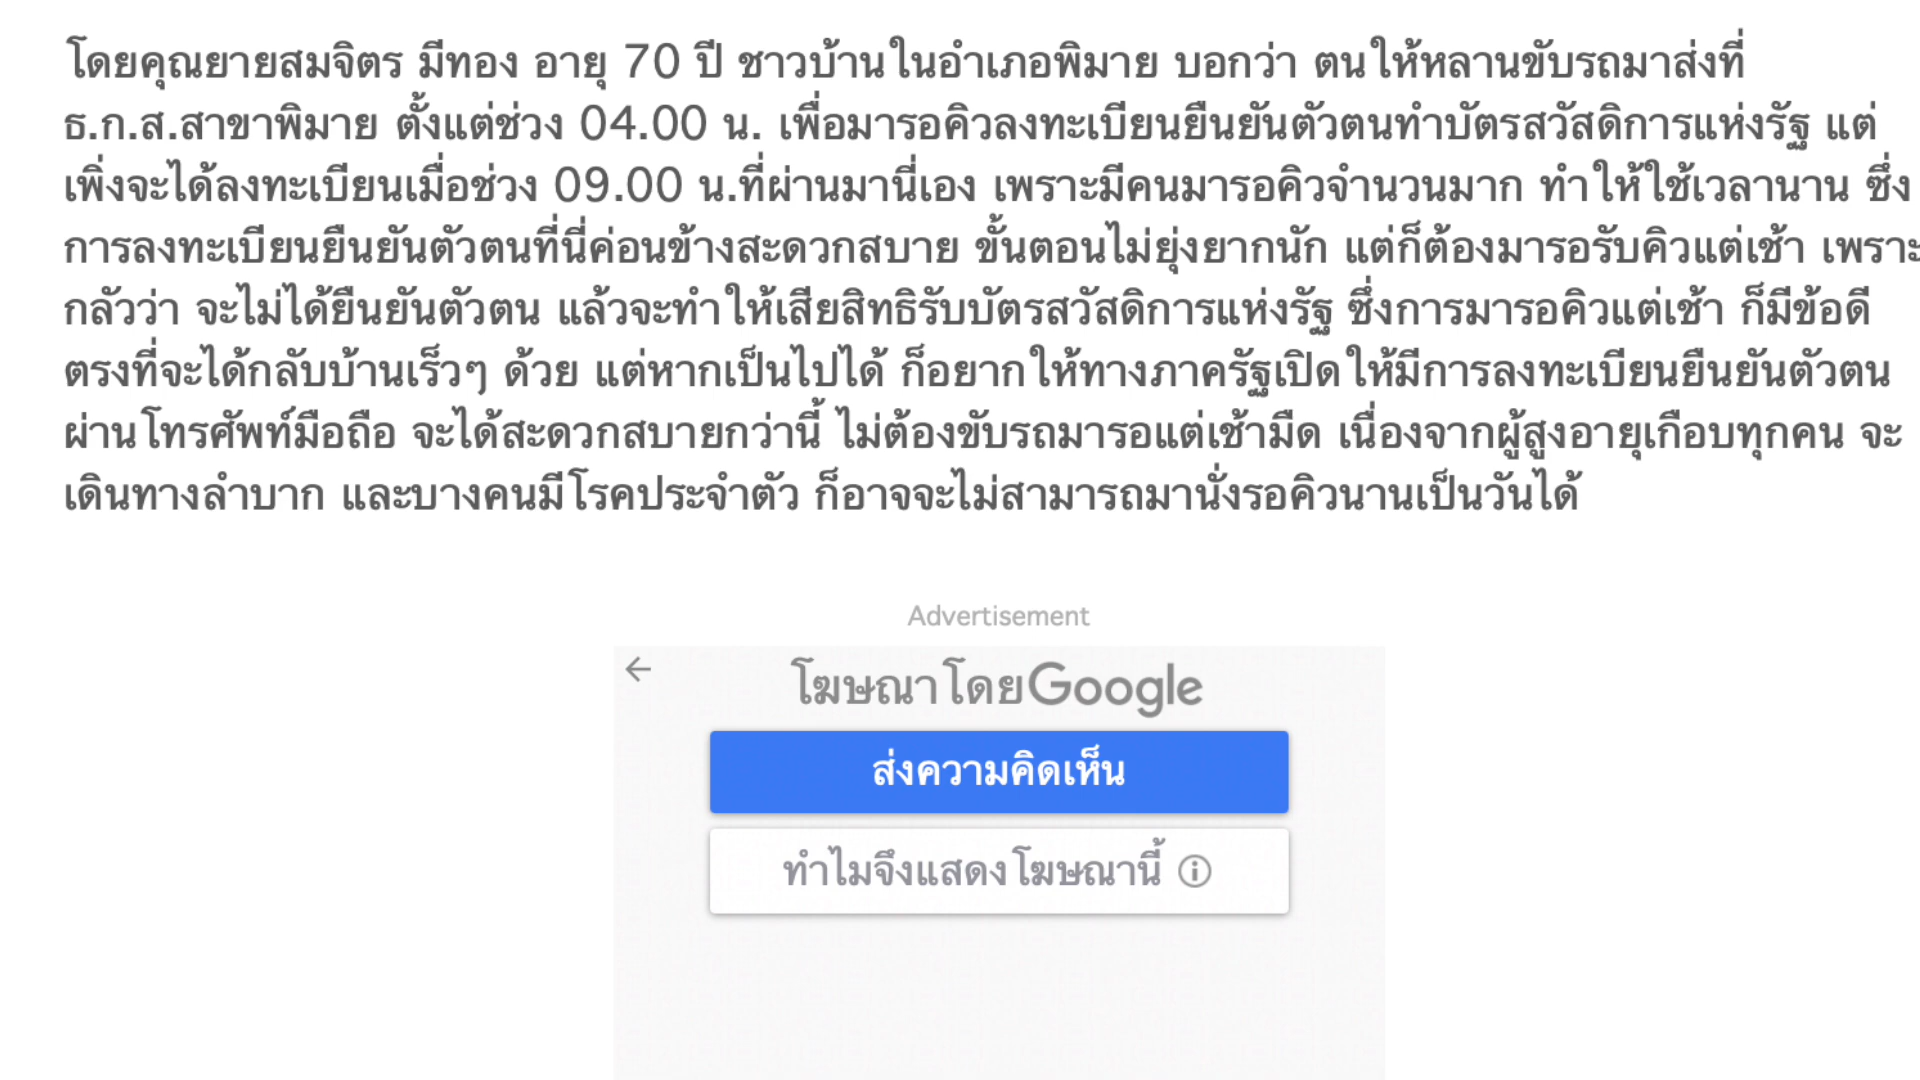 โดยคุณยายสมจิตร มีทอง อายุ 70 ปี ชาวบ้านในอำเภอพิมาย บอกว่า ตนให้หลานขับรถมาส่งที่
ธ.ก.ส.สาขาพิมาย ตั้งแต่ช่วง 04.00 น. เพื่อมารอคิวลงทะเบียนยืนยันตัวตนทำบัตรสวัสดิการแห่งรัฐ แต่
เพิ่งจะได้ลงทะเบียนเมื่อช่วง 09.00 น.ที่ผ่านมานี่เอง เพราะมีคนมารอคิวจำนวนมาก ทำให้ใช้เวลานาน ซึ่ง
การลงทะเบียนยืนยันตัวตนที่นี่ค่อนข้างสะดวกสบาย ขั้นตอนไม่ยุ่งยากนัก แต่ก็ต้องมารอรับคิวแต่เช้า เพราะ
กลัวว่า จะไม่ได้ยืนยันตัวตน แล้วจะทำให้เสียสิทธิรับบัตรสวัสดิการแห่งรัฐ ซึ่งการมารอคิวแต่เช้า ก็มีข้อดี
ตรงที่จะได้กลับบ้านเร็วๆ ด้วย แต่หากเป็นไปได้ ก็อยากให้ทางภาครัฐเปิดให้มีการลงทะเบียนยืนยันตัวตน
ผ่านโทรศัพท์มือถือ จะได้สะดวกสบายกว่านี้ ไม่ต้องขับรถมารอแต่เช้ามืด เนื่องจากผู้สูงอายุเกือบทุกคน จะ
เดินทางลำบาก และบางคนมีโรคประจำตัว ก็อาจจะไม่สามารถมานั่งรอคิวนานเป็นวันได้
Advertisement
โฆษณาโดยGoogle
ส่งความคิดเห็น
ทำไมจึงแสดงโฆษณานี้